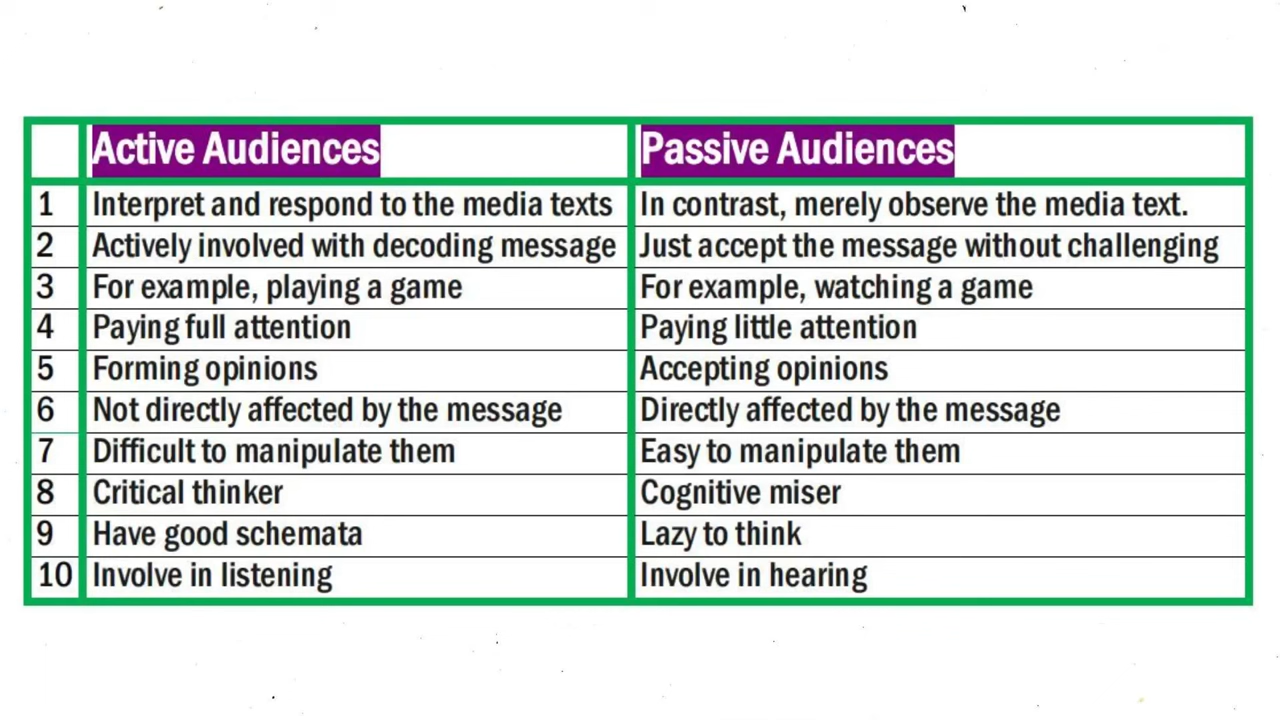 Active Audiences Passive Audiences
1 Interpret and respond to the media texts In contrast, merely observe the media text.
2 Actively involved with decoding message Just accept the message without challenging
3 For example, playing a game For example, watching a game
4 Paying full attention Paying little attention
5 Forming opinions Accepting opinions
6 Not directly affected by the message Directly affected by the message
7 Difficult to manipulate them Easy to manipulate them
8 Critical thinker Cognitive miser
9 Have good schemata Lazy to think
10 Involve in listening Involve in hearing